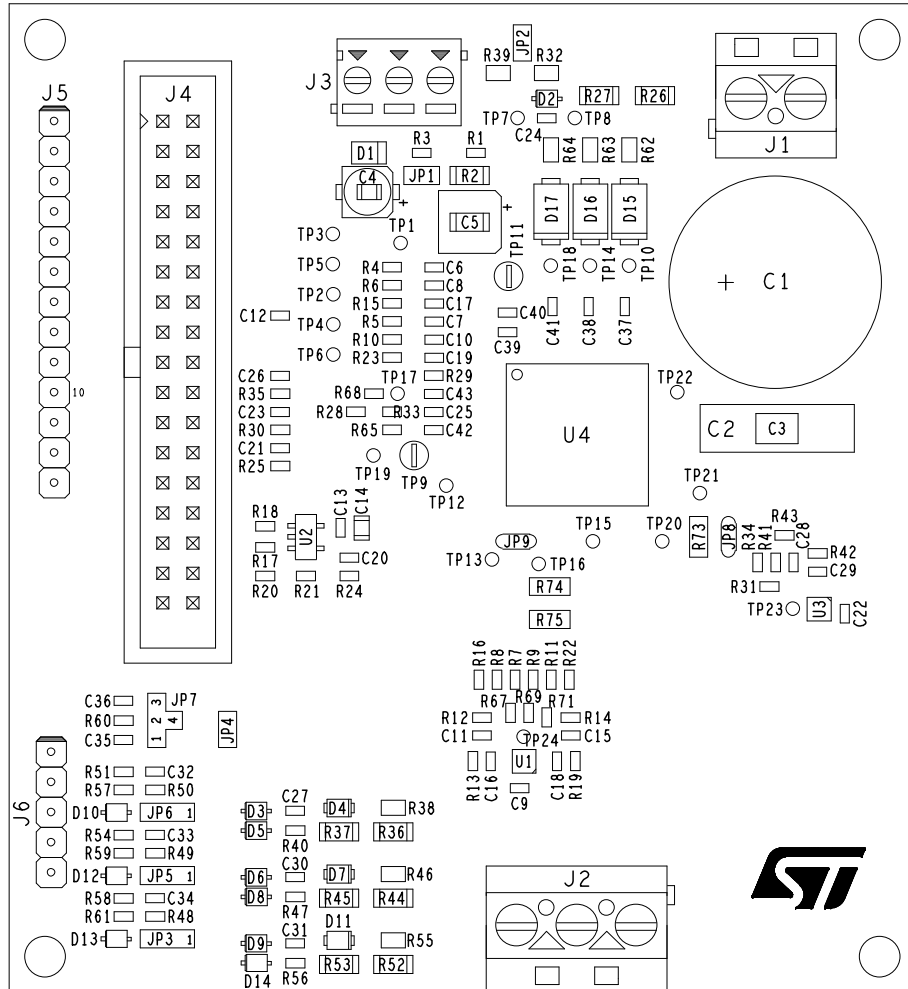 JP2
R39 R32
J3
J5 J4
D2 R27 R26
TP7 TP8
C24
J1
R3 R1 R64 R63 R62
D1
C4 JP1 R2
+ +
C5 D17 D16 D15
TP1 TP11
TP3
TP18 TP14 TP10
TP5 R4 C6
R6 C8
+ C1
TP2 R15 C17
C12 TP4 R5 C7 C40
C41 C38 C37
R10 C10 C39
TP6 R23 C19
C26 R29
R35 R68 TP17 C43 TP22
10
C23 R28 R33 C25
R30 R65 C42 U4 C2 C3
C21
R25 TP19 TP9
TP12 TP21
R18 U2 C13 C14
TP15 TP20 R73 JP8 R34 R41 R43 C28
JP9
R17 C20 TP13 TP16 R42
R20 R21 R24 C29
R74 R31
TP23 U3 C22
R75
R16 R8 R7 R9 R11 R22
C36 1 2 3 4 JP7 R67 R69 R71
R60 JP4 R12 R14
C35 C11 TP24 C15
J6
R51 C32 R13 C16 U1 C18 R19
R57 R50 C9
D10 JP6 1 D3 C27 D4 R38
R54 C33 D5 R40 R37 R36
R59 R49
D12 JP5 1 D6 C30 D7 R46
R58 C34 D8 R47 R45 R44
J2
R61 R48 C31 D11
D13 JP3 1 D9 R55
D14 R56 R53 R52
ST